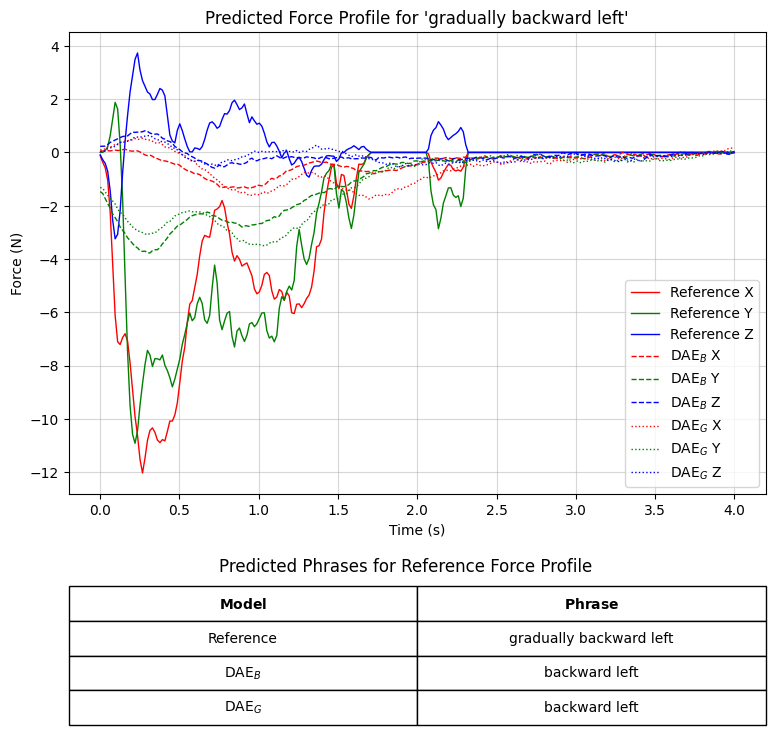 Predicted Force Profile for 'gradually backward left'
4
2
0
−2
−4
−6
−8
−10
−12
Force (N)
Reference X
Reference Y
Reference Z
DAE_B X
DAE_B Y
DAE_B Z
DAE_G X
DAE_G Y
DAE_G Z
0.0 0.5 1.0 1.5 2.0 2.5 3.0 3.5 4.0
Time (s)
Predicted Phrases for Reference Force Profile
Model Phrase
Reference gradually backward left
DAE_B backward left
DAE_G backward left